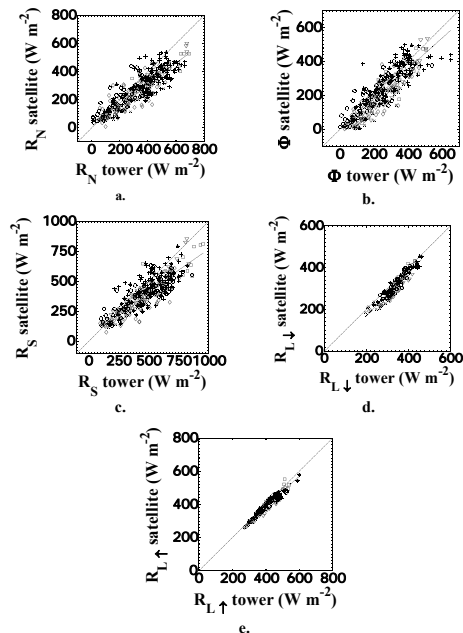 800
600
400
200
0
R_N satellite (W m^-2)
0 200 400 600 800
R_N tower (W m^-2)
a.
600
400
200
0
Φ satellite (W m^-2)
0 200 400 600
Φ tower (W m^-2)
b.
1000
750
500
250
0
R_S satellite (W m^-2)
0 250 500 750 1000
R_S tower (W m^-2)
c.
600
400
200
0
R_L↓ satellite (W m^-2)
0 200 400 600
R_L↓ tower (W m^-2)
d.
800
600
400
200
0
R_L↑ satellite (W m^-2)
0 200 400 600 800
R_L↑ tower (W m^-2)
e.